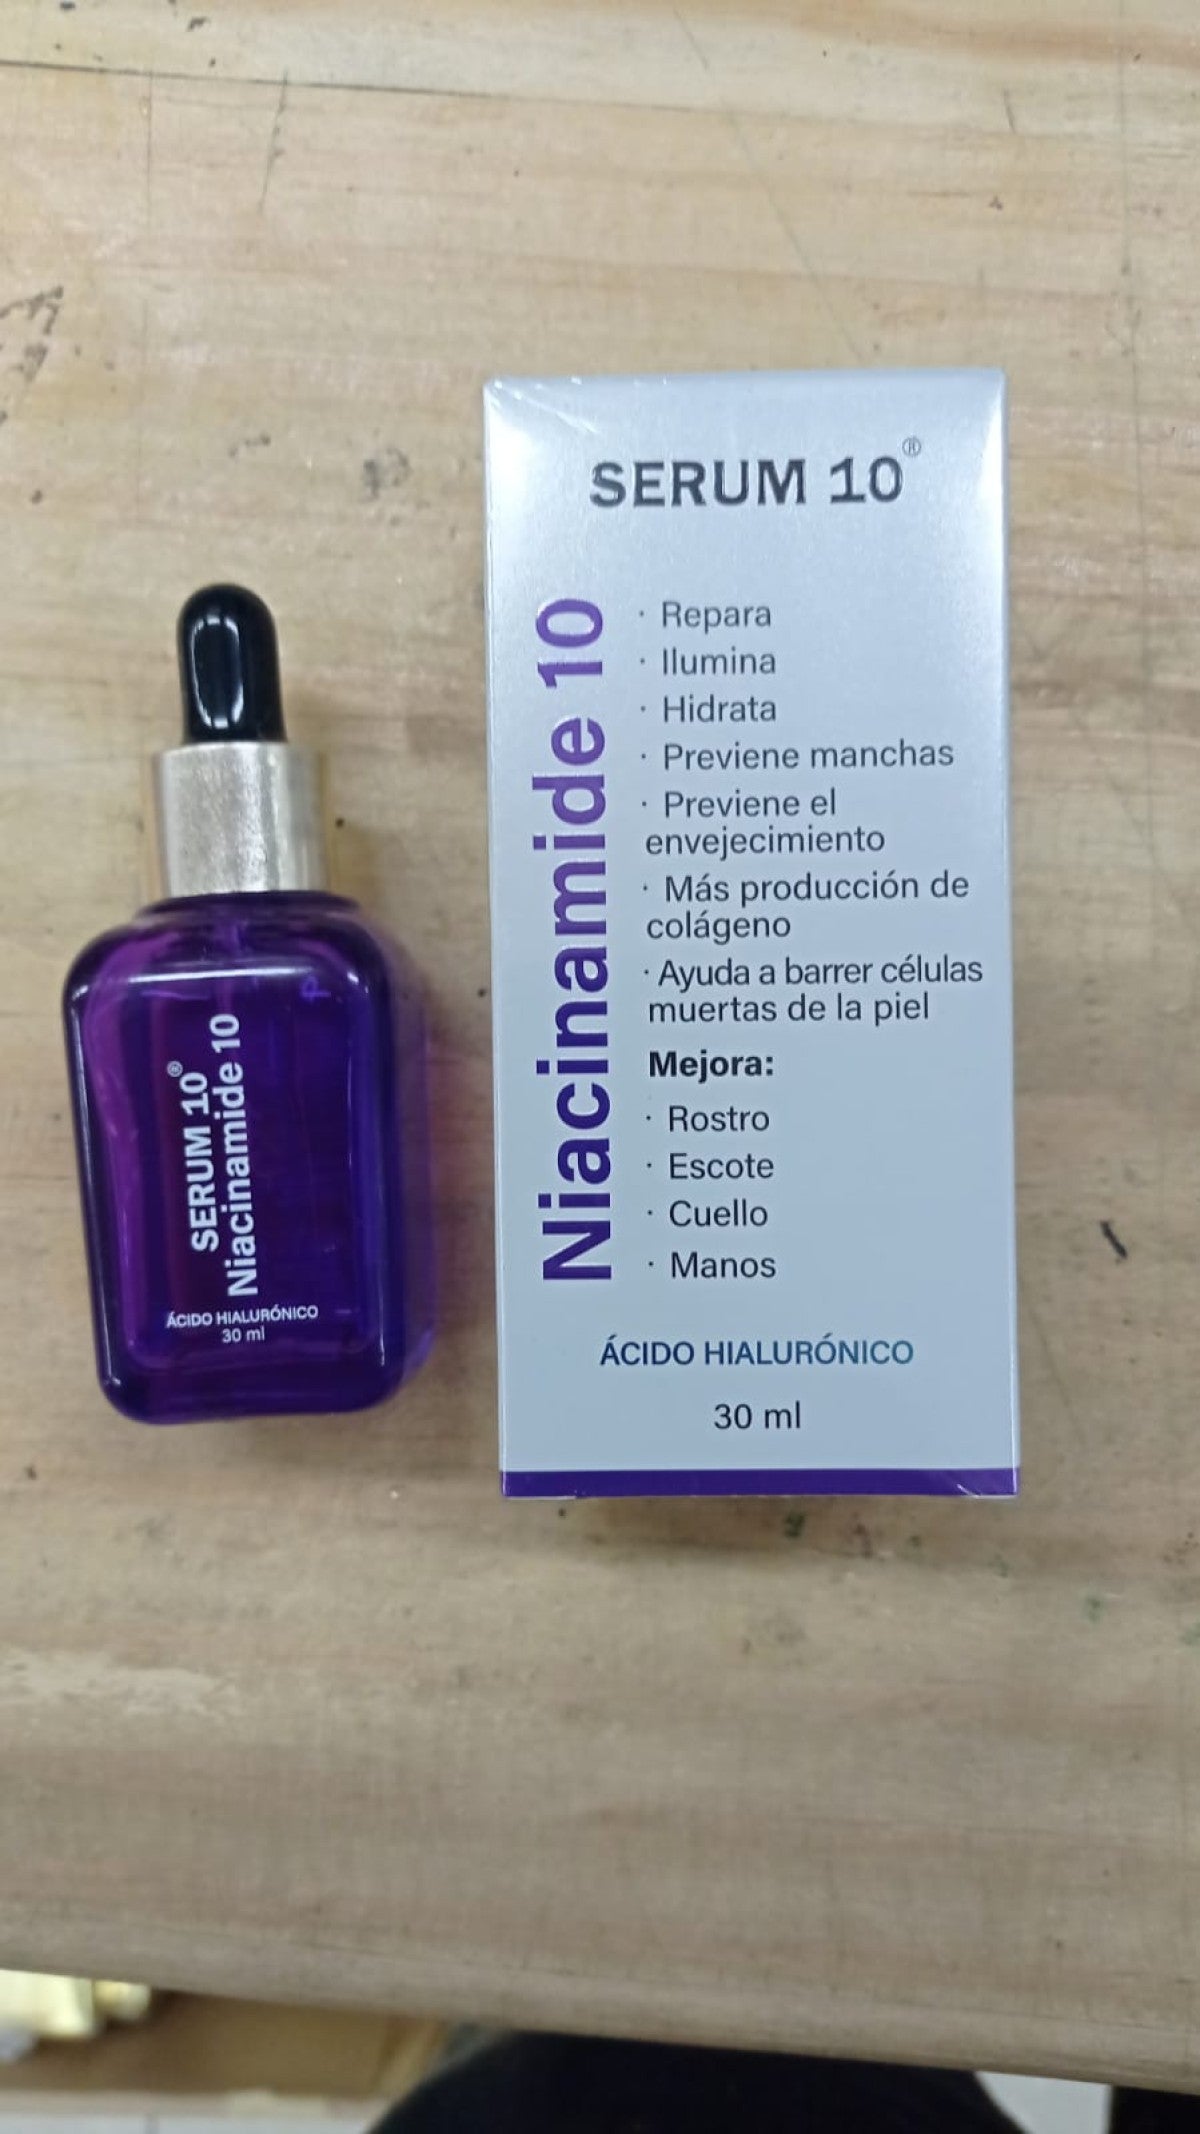 SERUM 10®
Niacinamide 10
ÁCIDO HIALURÓNICO
30 ml
SERUM 10®
Niacinamide 10
· Repara
· Ilumina
· Hidrata
· Previene manchas
· Previene el
envejecimiento
· Más producción de
colágeno
· Ayuda a barrer células
muertas de la piel
Mejora:
· Rostro
· Escote
· Cuello
· Manos
ÁCIDO HIALURÓNICO
30 ml